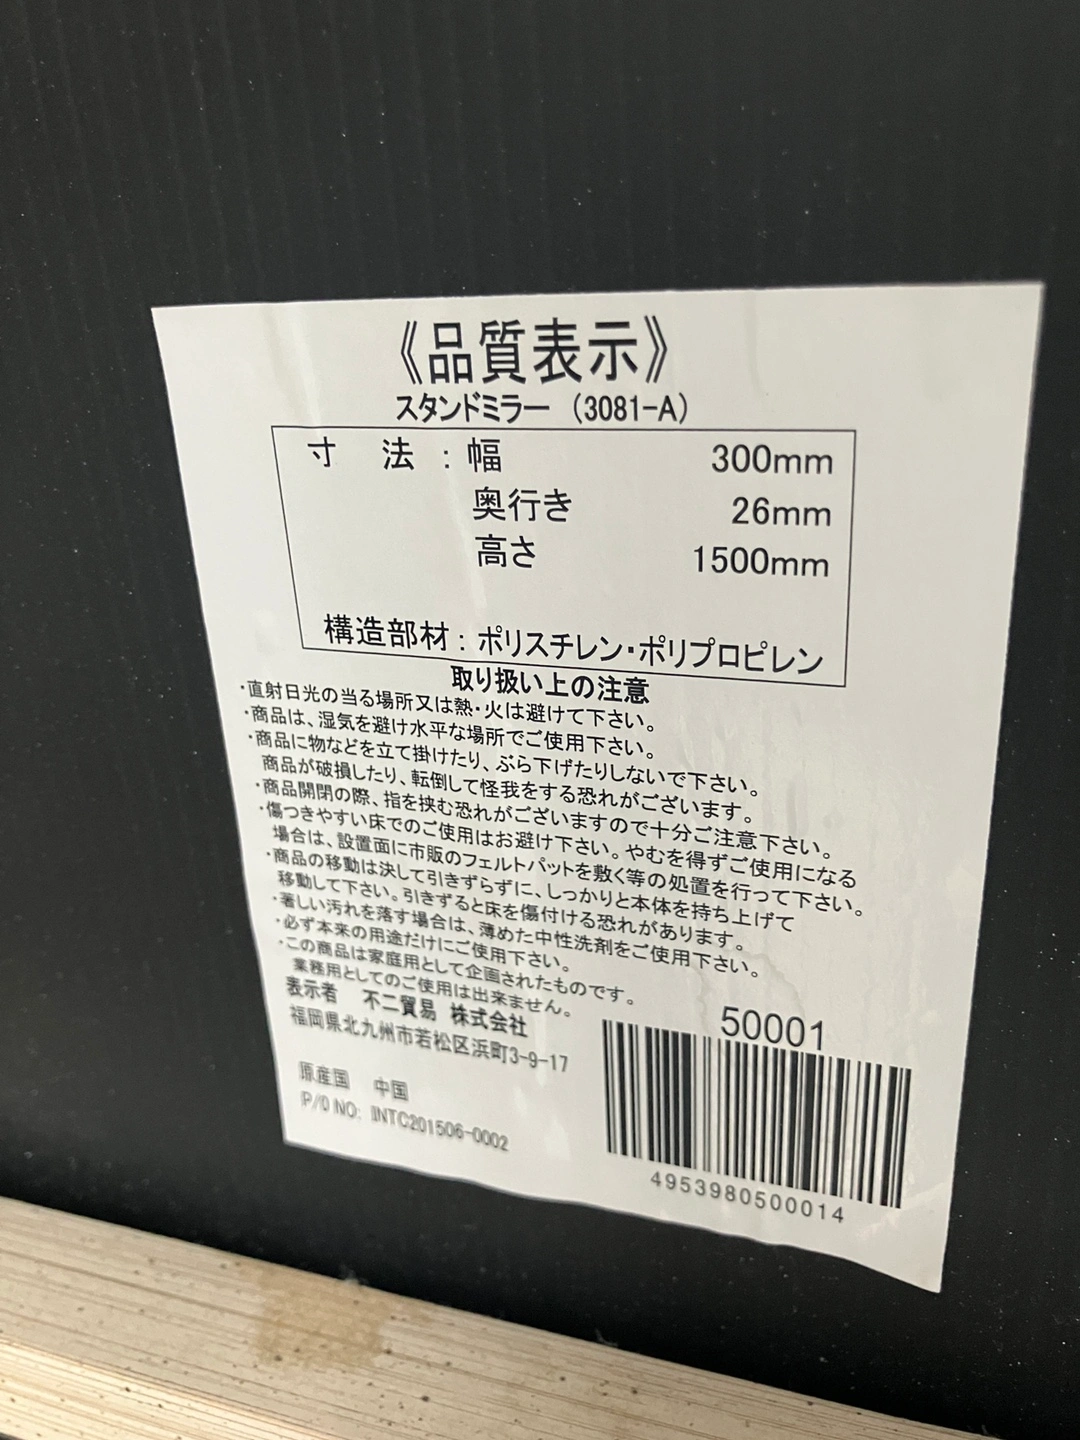 《品質表示》
スタンドミラー (3081-A)
寸 法 : 幅 300mm
奥行き 26mm
高さ 1500mm
構造部材 : ポリスチレン・ポリプロピレン
取り扱い上の注意
・直射日光の当る場所又は熱・火は避けて下さい。
・商品は、湿気を避け水平な場所でご使用下さい。
・商品に物などを立て掛けたり、ぶら下げたりしないで下さい。
商品が破損したり、転倒して怪我をする恐れがございます。
・商品開閉の際、指を挟む恐れがございますので十分ご注意下さい。
・傷つきやすい床でのご使用はお避け下さい。やむを得ずご使用になる
場合は、設置面に市販のフェルトパットを敷く等の処置を行って下さい。
・商品の移動は決して引きずらずに、しっかりと本体を持ち上げて
移動して下さい。引きずると床を傷付ける恐れがあります。
・著しい汚れを落す場合は、薄めた中性洗剤をご使用下さい。
・必ず本来の用途だけにご使用下さい。
・この商品は家庭用として企画されたものです。
業務用としてのご使用は出来ません。
表示者 不二貿易 株式会社
福岡県北九州市若松区浜町3-9-17
原産国 中国
P/O NO: INTC201506-0002
50001
4953980500014